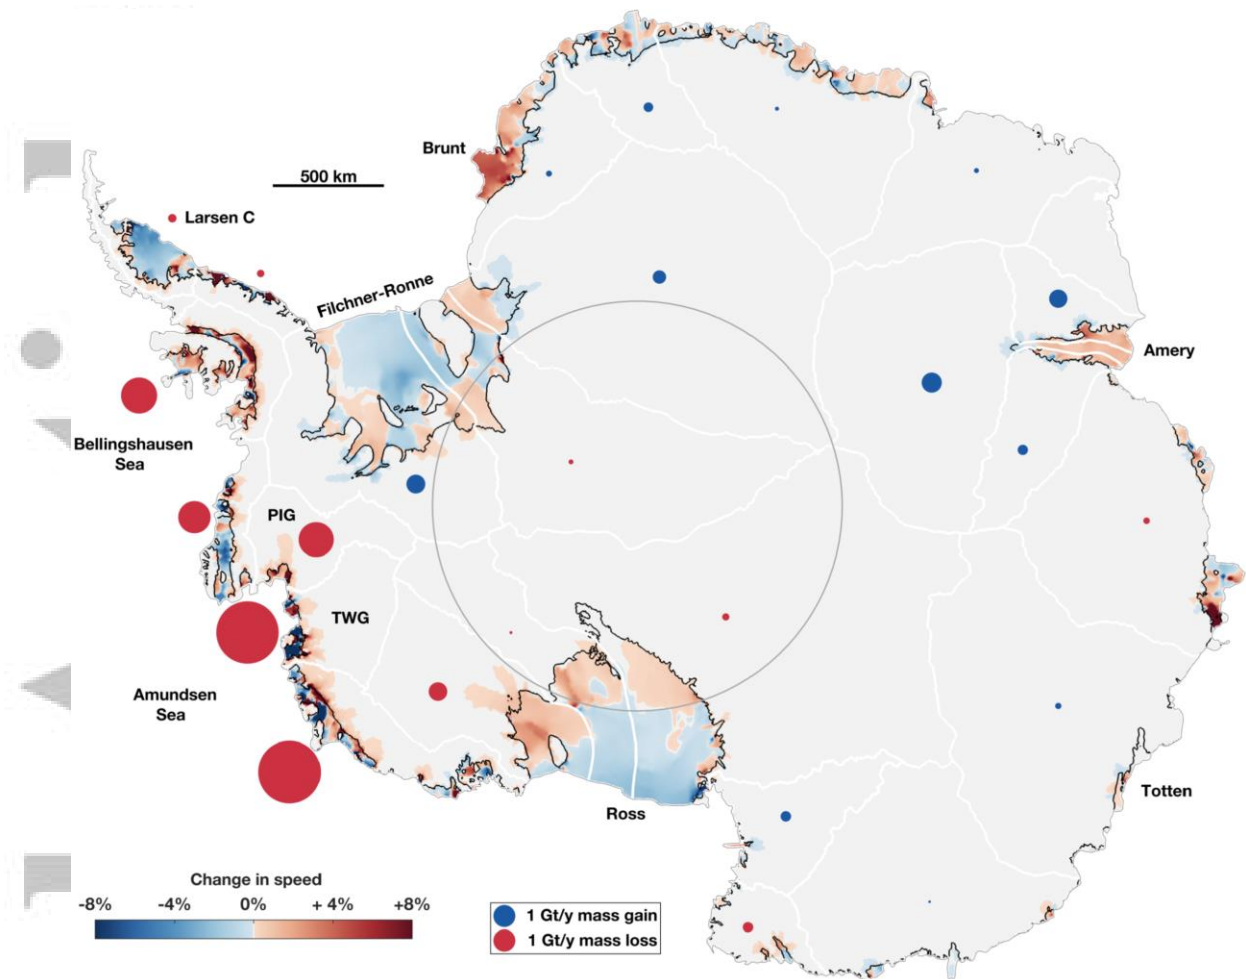 Brunt
500 km
Larsen C
Filchner-Ronne
Amery
Bellingshausen
Sea
PIG
TWG
Amundsen
Sea
Totten
Ross
Change in speed
-8%
-4%
0%
+ 4%
+8%
1 Gt/y mass gain
1 Gt/y mass loss